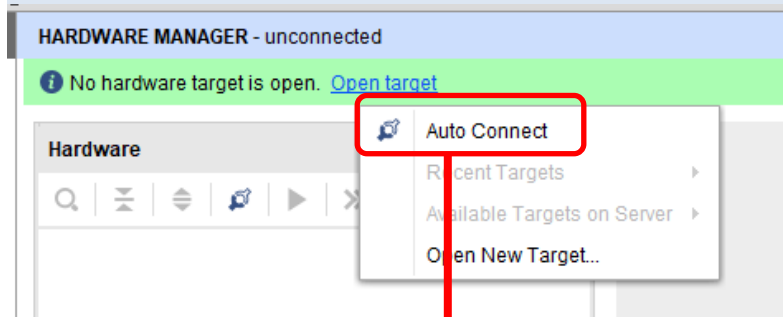 HARDWARE MANAGER - unconnected
No hardware target is open. Open target
Hardware
Auto Connect
Recent Targets
Available Targets on Server
Open New Target...